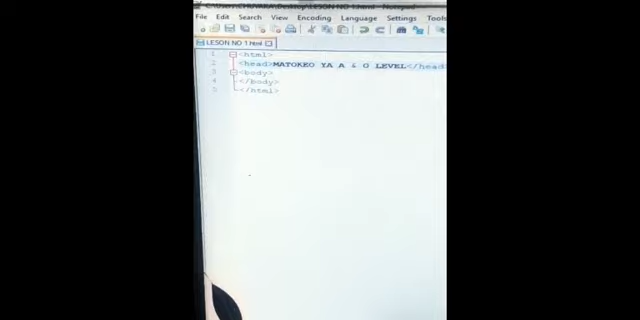 File Edit Search View Encoding Language Settings Tools
LESON NO 1.html
1 <html>
2 <head>MATOKEO YA A & O LEVEL</head>
3 <body>
4 </body>
5 </html>